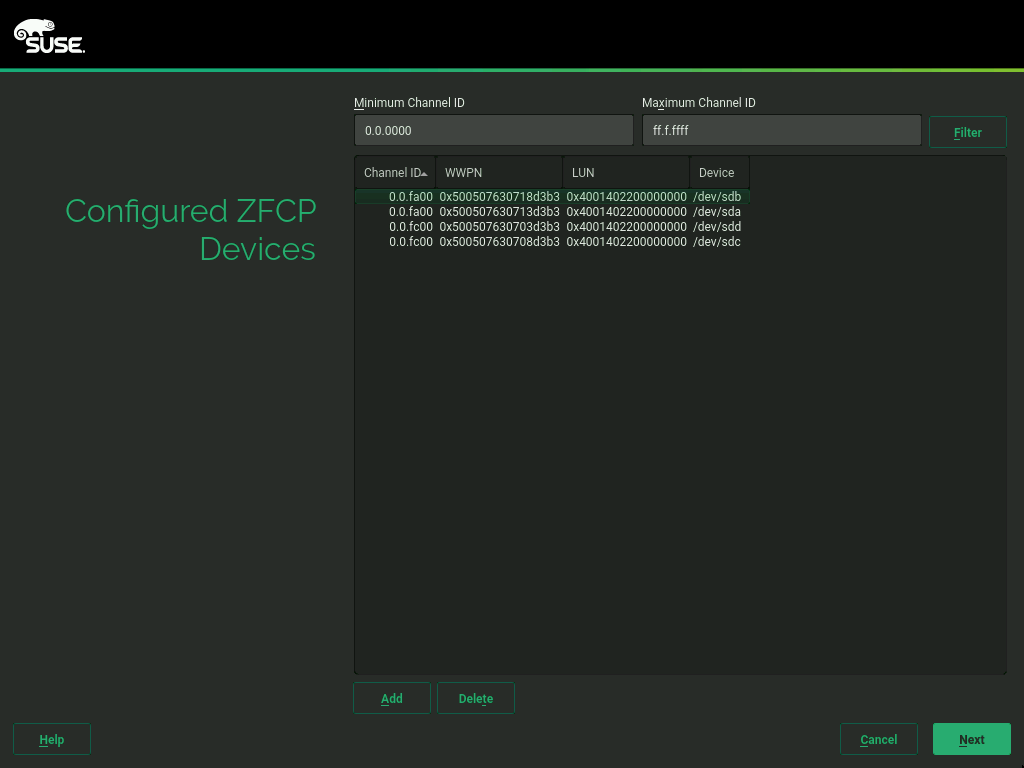 SUSE.
Minimum Channel ID Maximum Channel ID
0.0.0000 ff.f.ffff Filter
Configured ZFCP
Devices
Channel ID WWPN LUN Device
0.0.fa00 0x500507630718d3b3 0x4001402200000000 /dev/sdb
0.0.fa00 0x500507630713d3b3 0x4001402200000000 /dev/sda
0.0.fc00 0x500507630703d3b3 0x4001402200000000 /dev/sdd
0.0.fc00 0x500507630708d3b3 0x4001402200000000 /dev/sdc
Add Delete
Help Cancel Next